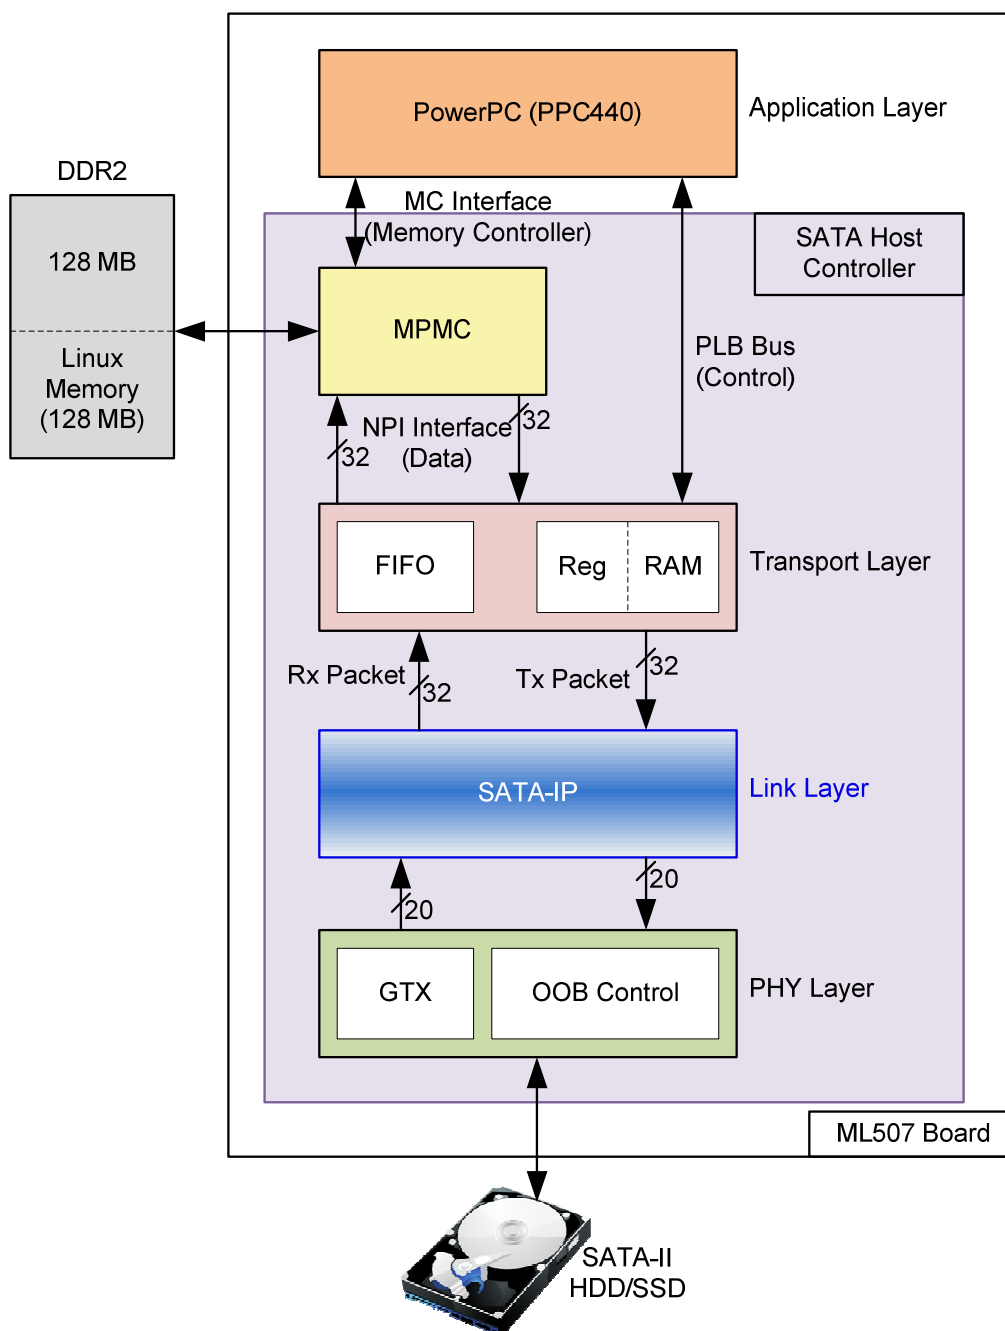 PowerPC (PPC440)
Application Layer
DDR2
MC Interface
(Memory Controller)
SATA Host
Controller
128 MB
MPMC
Linux
Memory
(128 MB)
PLB Bus
(Control)
NPI Interface
(Data)
32
32
FIFO
Reg
RAM
Transport Layer
Rx Packet
32
Tx Packet
32
SATA-IP
Link Layer
20
20
GTX
OOB Control
PHY Layer
ML507 Board
SATA-II
HDD/SSD